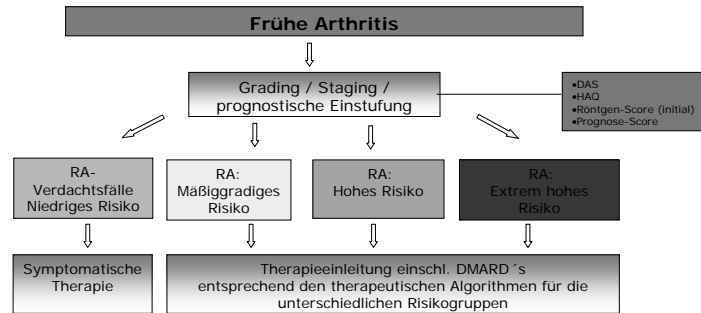 Frühe Arthritis
Grading / Staging /
prognostische Einstufung
•DAS
•HAQ
•Röntgen-Score (initial)
•Prognose-Score
RA-
Verdachtsfälle
Niedriges Risiko
RA:
Mäßiggradiges
Risiko
RA:
Hohes Risiko
RA:
Extrem hohes
Risiko
Symptomatische
Therapie
Therapieeinleitung einschl. DMARD´s
entsprechend den therapeutischen Algorithmen für die
unterschiedlichen Risikogruppen